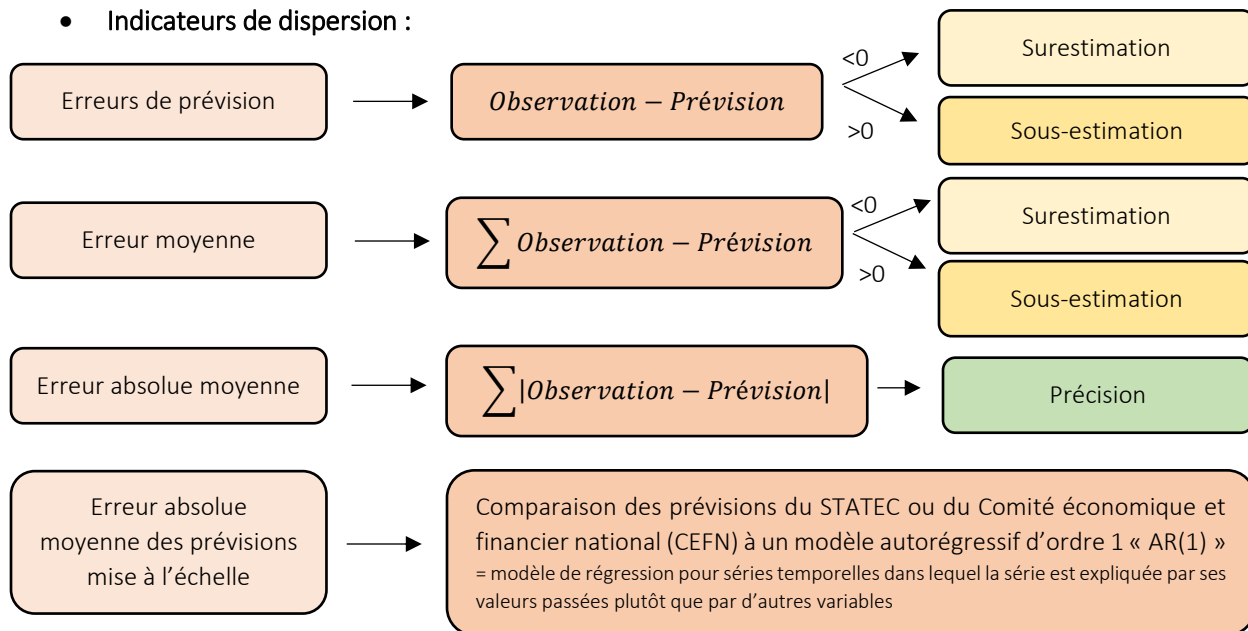 • Indicateurs de dispersion :
Erreurs de prévision
Observation − Prévision
<0
>0
Surestimation
Sous-estimation
Erreur moyenne
∑ Observation − Prévision
<0
>0
Surestimation
Sous-estimation
Erreur absolue moyenne
∑|Observation − Prévision|
Précision
Erreur absolue
moyenne des prévisions
mise à l’échelle
Comparaison des prévisions du STATEC ou du Comité économique et
financier national (CEFN) à un modèle autorégressif d’ordre 1 « AR(1) »
= modèle de régression pour séries temporelles dans lequel la série est expliquée par ses
valeurs passées plutôt que par d’autres variables